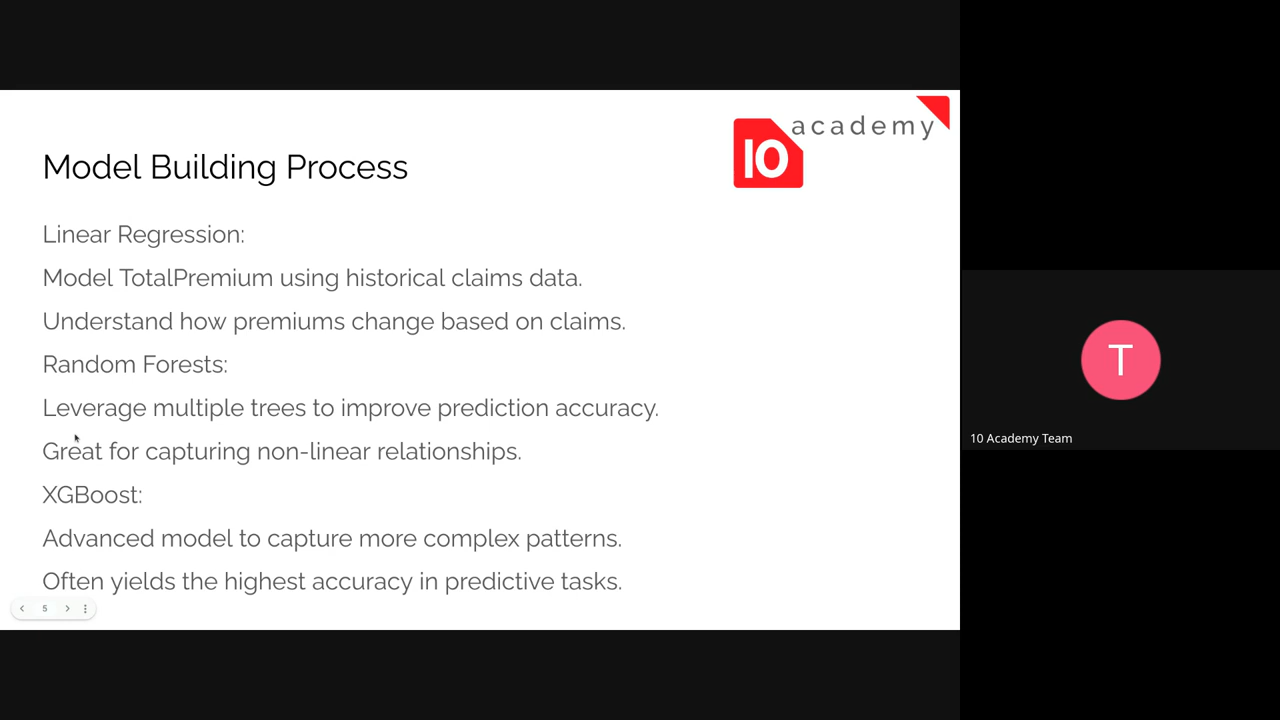 10 academy
Model Building Process
Linear Regression:
Model TotalPremium using historical claims data.
Understand how premiums change based on claims.
Random Forests:
Leverage multiple trees to improve prediction accuracy.
Great for capturing non-linear relationships.
XGBoost:
Advanced model to capture more complex patterns.
Often yields the highest accuracy in predictive tasks.
5
T
10 Academy Team